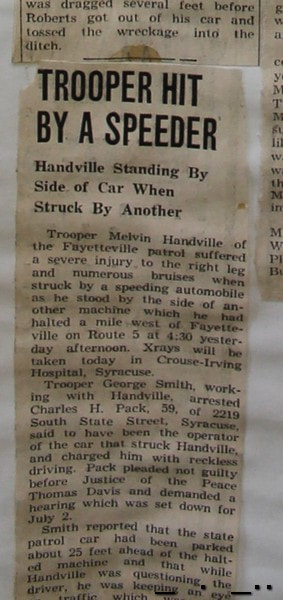 was dragged several feet before
Roberts got out of his car and
tossed the wreckage into the
ditch.
TROOPER HIT
BY A SPEEDER
Handville Standing By
Side of Car When
Struck By Another
Trooper Melvin Handville of
the Fayetteville patrol suffered
a severe injury to the right leg
and numerous bruises when
struck by a speeding automobile
as he stood by the side of an-
other machine which he had
halted a mile west of Fayette-
ville on Route 5 at 4:30 yester-
day afternoon. Xrays will be
taken today in Crouse-Irving
Hospital, Syracuse.
Trooper George Smith, work-
ing with Handville, arrested
Charles H. Pack, 59, of 2219
South State Street, Syracuse,
said to have been the operator
of the car that struck Handville,
and charged him with reckless
driving. Pack pleaded not guilty
before Justice of the Peace
Thomas Davis and demanded a
hearing which was set down for
July 2.
Smith reported that the state
patrol car had been parked
about 25 feet ahead of the halt-
ed machine and that while
Handville was questioning the
driver, he was keeping an eye
traffic which